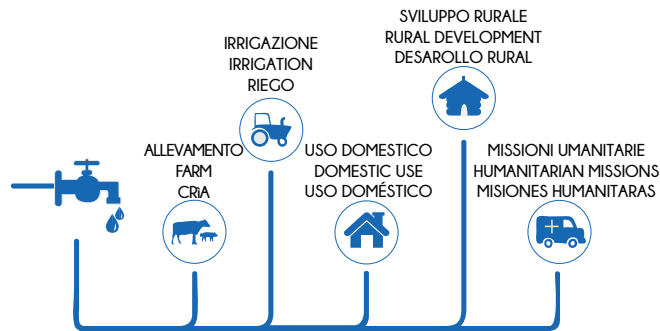 SVILUPPO RURALE
RURAL DEVELOPMENT
DESAROLLO RURAL
IRRIGAZIONE
IRRIGATION
RIEGO
ALLEVAMENTO
FARM
CRiA
USO DOMESTICO
DOMESTIC USE
USO DOMÉSTICO
MISSIONI UMANITARIE
HUMANITARIAN MISSIONS
MISIONES HUMANITARAS